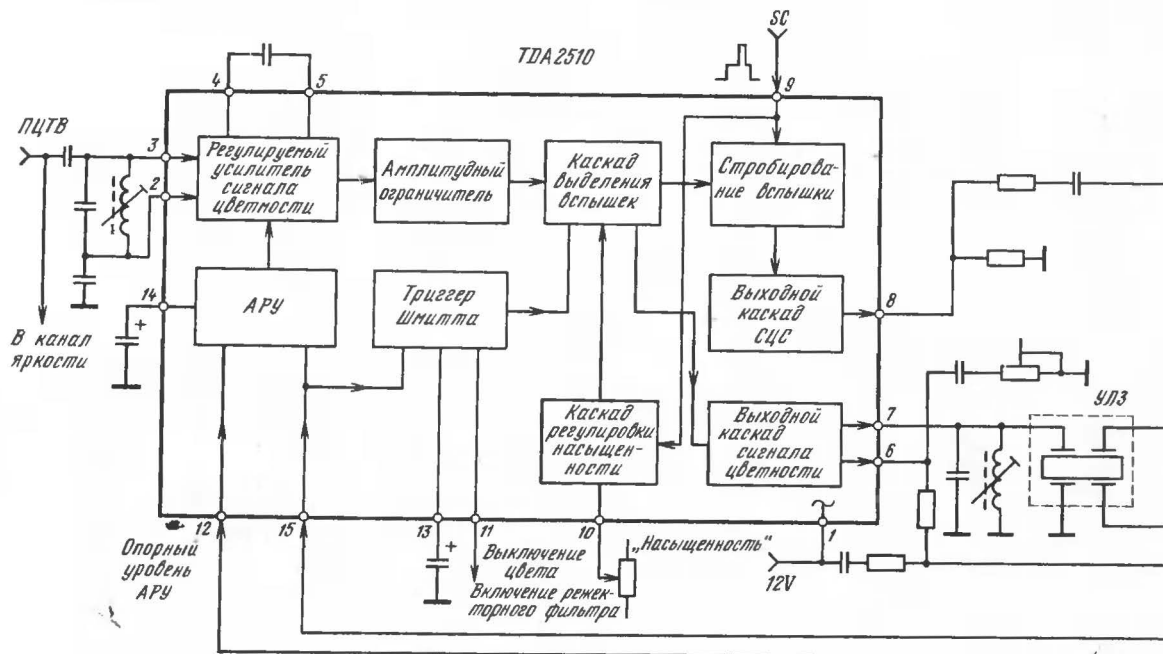 SC
TDA2510
4
5
9
ПЦТВ
3
2
Регулируемый
усилитель
сигнала
цветности
Амплитудный
ограничитель
Каскад
выделения
вспышек
Стробирова-
ние вспышки
14
АРУ
Триггер
Шмитта
Выходной
каскад
СЦС
8
+
В канал
яркости
Каскад
регулировки
насыщен-
ности
Выходной
каскад
сигнала
цветности
7
6
УЛЗ
12
15
13
11
10
1
Опорный
уровень
АРУ
+
Выключение
цвета
Включение режек-
торного фильтра
„Насыщенность"
12V